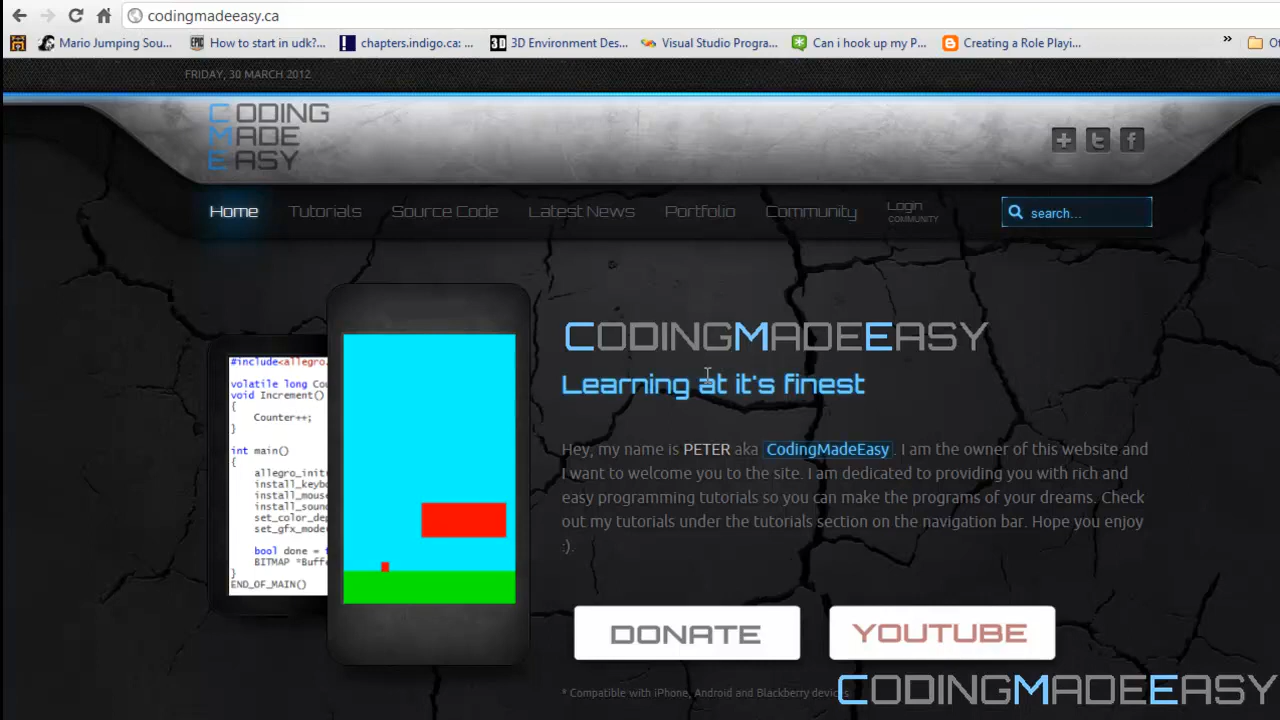 codingmadeeasy.ca
Mario Jumping Sou...
How to start in udk?...
chapters.indigo.ca: ...
3D Environment Des...
Visual Studio Progra...
Can i hook up my P...
Creating a Role Playi...
»
FRIDAY, 30 MARCH 2012
CODING
MADE
EASY
Home
Tutorials
Source Code
Latest News
Portfolio
Community
Login
COMMUNITY
search...
CODINGMADEEASY
Learning at it's finest
#include<allegro.
volatile long Cou
void Increment()
{
Counter++;
}
int main()
{
allegro_init
install_keybo
install_mouse
install_sound
set_color_dep
set_gfx_mode
bool done = f
BITMAP *Buffe
}
END_OF_MAIN()
Hey, my name is PETER aka CodingMadeEasy. I am the owner of this website and
I want to welcome you to the site. I am dedicated to providing you with rich and
easy programming tutorials so you can make the programs of your dreams. Check
out my tutorials under the tutorials section on the navigation bar. Hope you enjoy
:).
DONATE
YOUTUBE
* Compatible with iPhone, Android and Blackberry devices
CODINGMADEEASY